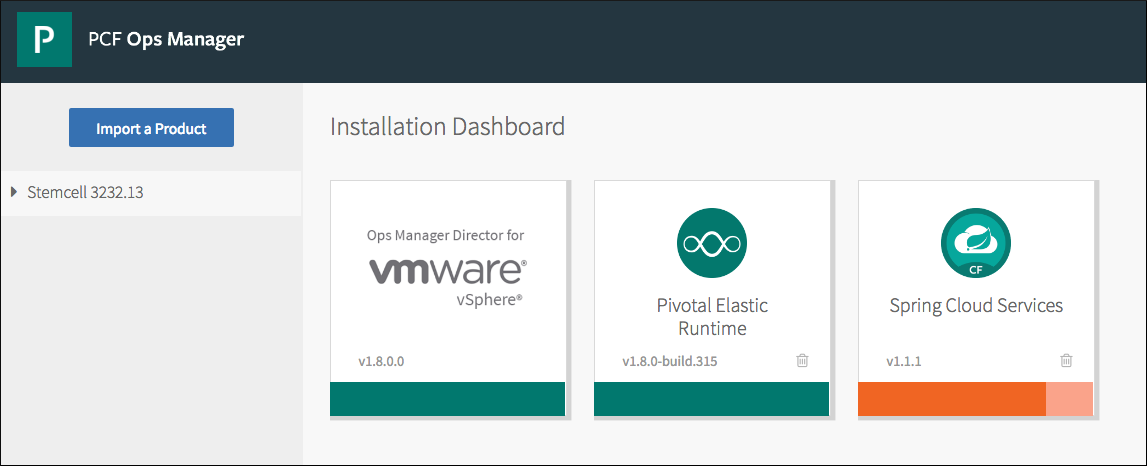 P
PCF Ops Manager
Import a Product
Stemcell 3232.13
Installation Dashboard
Ops Manager Director for
vmware®
vSphere®
v1.8.0.0
Pivotal Elastic
Runtime
v1.8.0-build.315
CF
Spring Cloud Services
v1.1.1